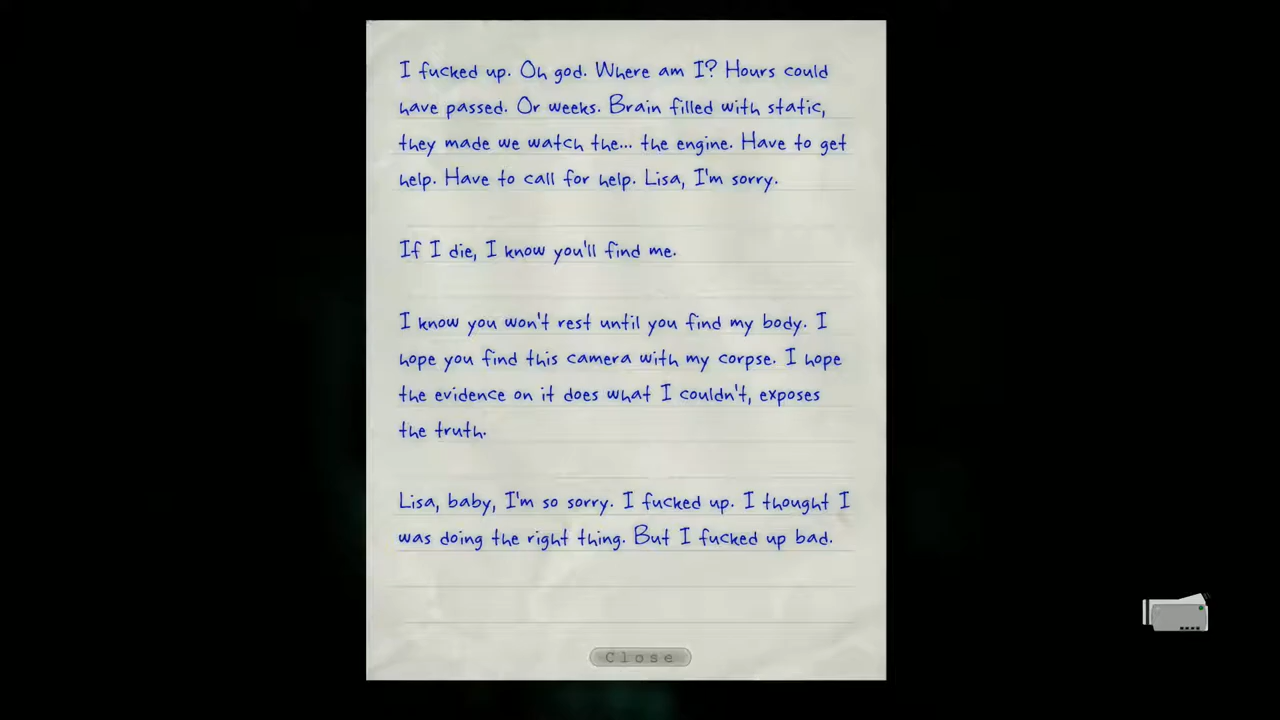 I fucked up. Oh god. Where am I? Hours could
have passed. Or weeks. Brain filled with static,
they made we watch the... the engine. Have to get
help. Have to call for help. Lisa, I'm sorry.
If I die, I know you'll find me.
I know you won't rest until you find my body. I
hope you find this camera with my corpse. I hope
the evidence on it does what I couldn't, exposes
the truth.
Lisa, baby, I'm so sorry. I fucked up. I thought I
was doing the right thing. But I fucked up bad.
Close